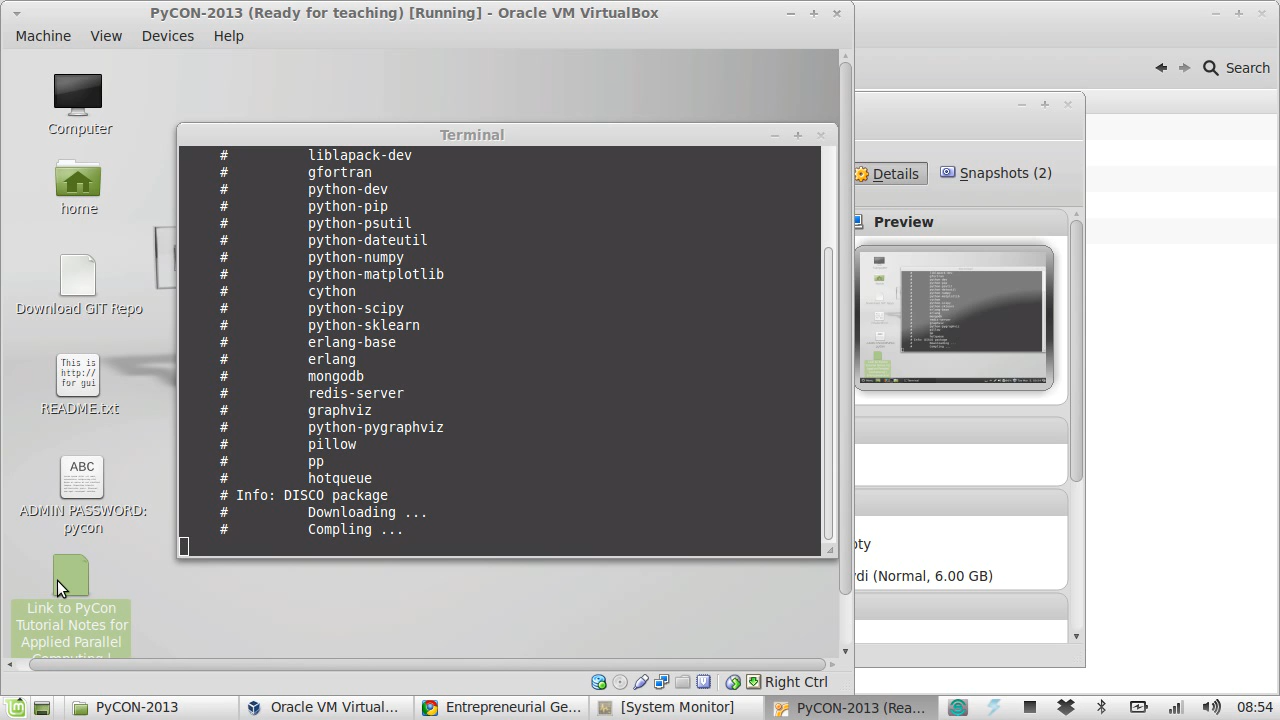 PyCON-2013 (Ready for teaching) [Running] - Oracle VM VirtualBox
Machine View Devices Help
Search
Computer
home
Download GIT Repo
This is
http://
for gui
README.txt
ABC
ADMIN PASSWORD:
pycon
Link to PyCon
Tutorial Notes for
Applied Parallel
Computing |
Terminal
# liblapack-dev
# gfortran
# python-dev
# python-pip
# python-psutil
# python-dateutil
# python-numpy
# python-matplotlib
# cython
# python-scipy
# python-sklearn
# erlang-base
# erlang
# mongodb
# redis-server
# graphviz
# python-pygraphviz
# pillow
# pp
# hotqueue
# Info: DISCO package
# Downloading ...
# Compling ...
Details
Snapshots (2)
Preview
pty
vdi (Normal, 6.00 GB)
Right Ctrl
PyCON-2013
Oracle VM Virtual...
Entrepreneurial Ge...
[System Monitor]
PyCON-2013 (Rea...
08:54